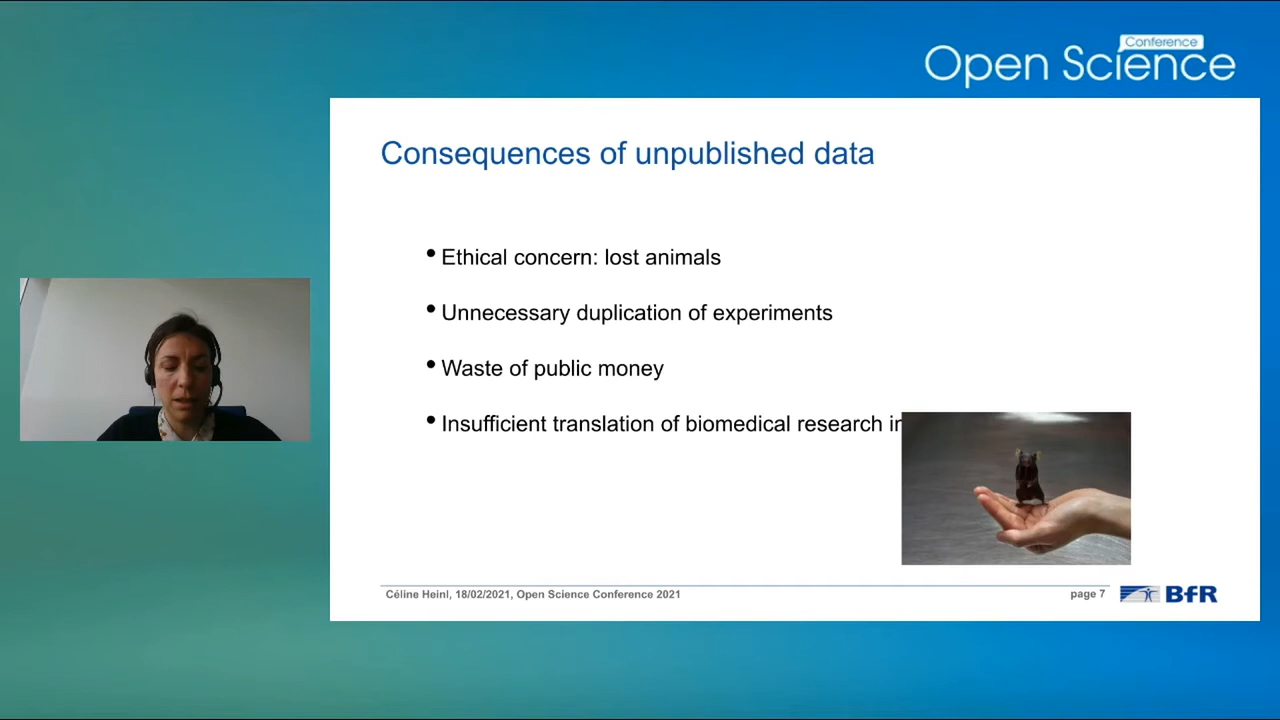 Conference
Open Science
Consequences of unpublished data
• Ethical concern: lost animals
• Unnecessary duplication of experiments
• Waste of public money
• Insufficient translation of biomedical research
Céline Heinl, 18/02/2021, Open Science Conference 2021
page 7
BfR